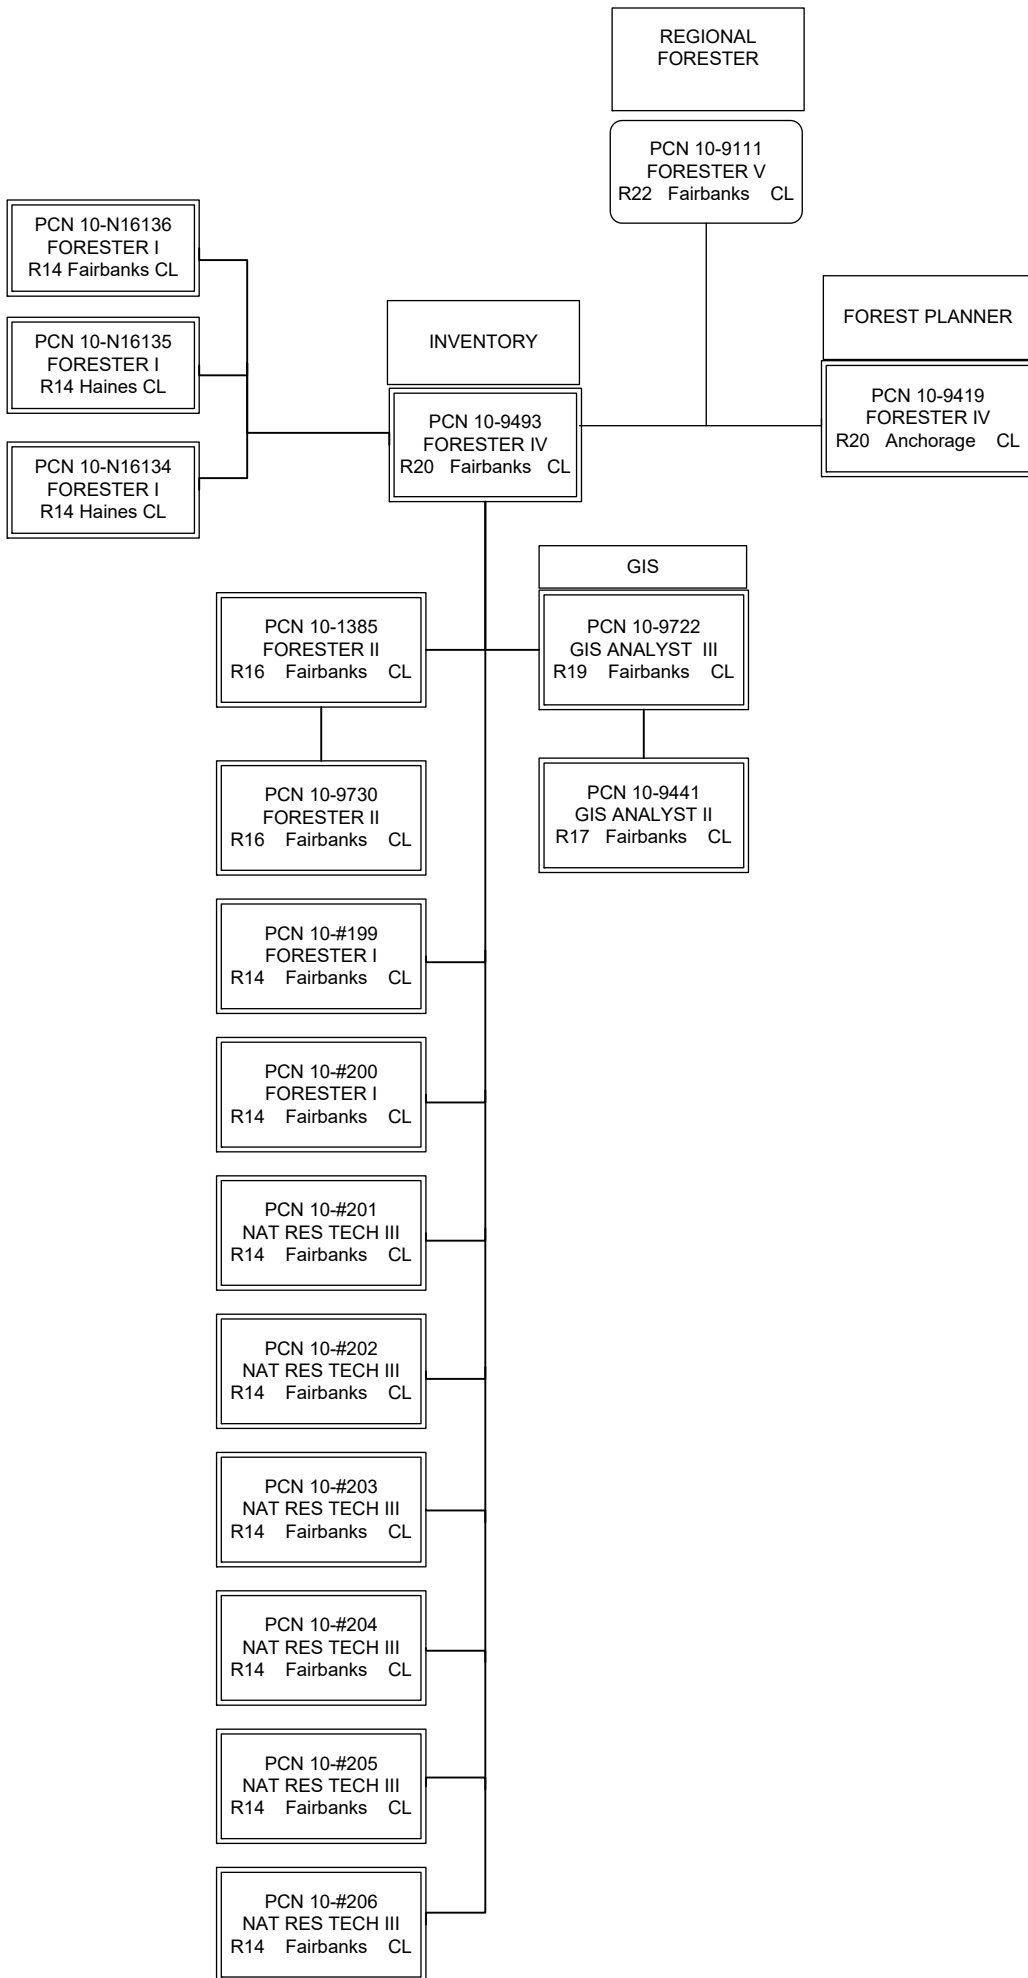 REGIONAL
FORESTER
PCN 10-9111
FORESTER V
R22 Fairbanks CL
PCN 10-N16136
FORESTER I
R14 Fairbanks CL
PCN 10-N16135
FORESTER I
R14 Haines CL
PCN 10-N16134
FORESTER I
R14 Haines CL
INVENTORY
PCN 10-9493
FORESTER IV
R20 Fairbanks CL
FOREST PLANNER
PCN 10-9419
FORESTER IV
R20 Anchorage CL
GIS
PCN 10-9722
GIS ANALYST III
R19 Fairbanks CL
PCN 10-9441
GIS ANALYST II
R17 Fairbanks CL
PCN 10-1385
FORESTER II
R16 Fairbanks CL
PCN 10-9730
FORESTER II
R16 Fairbanks CL
PCN 10-#199
FORESTER I
R14 Fairbanks CL
PCN 10-#200
FORESTER I
R14 Fairbanks CL
PCN 10-#201
NAT RES TECH III
R14 Fairbanks CL
PCN 10-#202
NAT RES TECH III
R14 Fairbanks CL
PCN 10-#203
NAT RES TECH III
R14 Fairbanks CL
PCN 10-#204
NAT RES TECH III
R14 Fairbanks CL
PCN 10-#205
NAT RES TECH III
R14 Fairbanks CL
PCN 10-#206
NAT RES TECH III
R14 Fairbanks CL